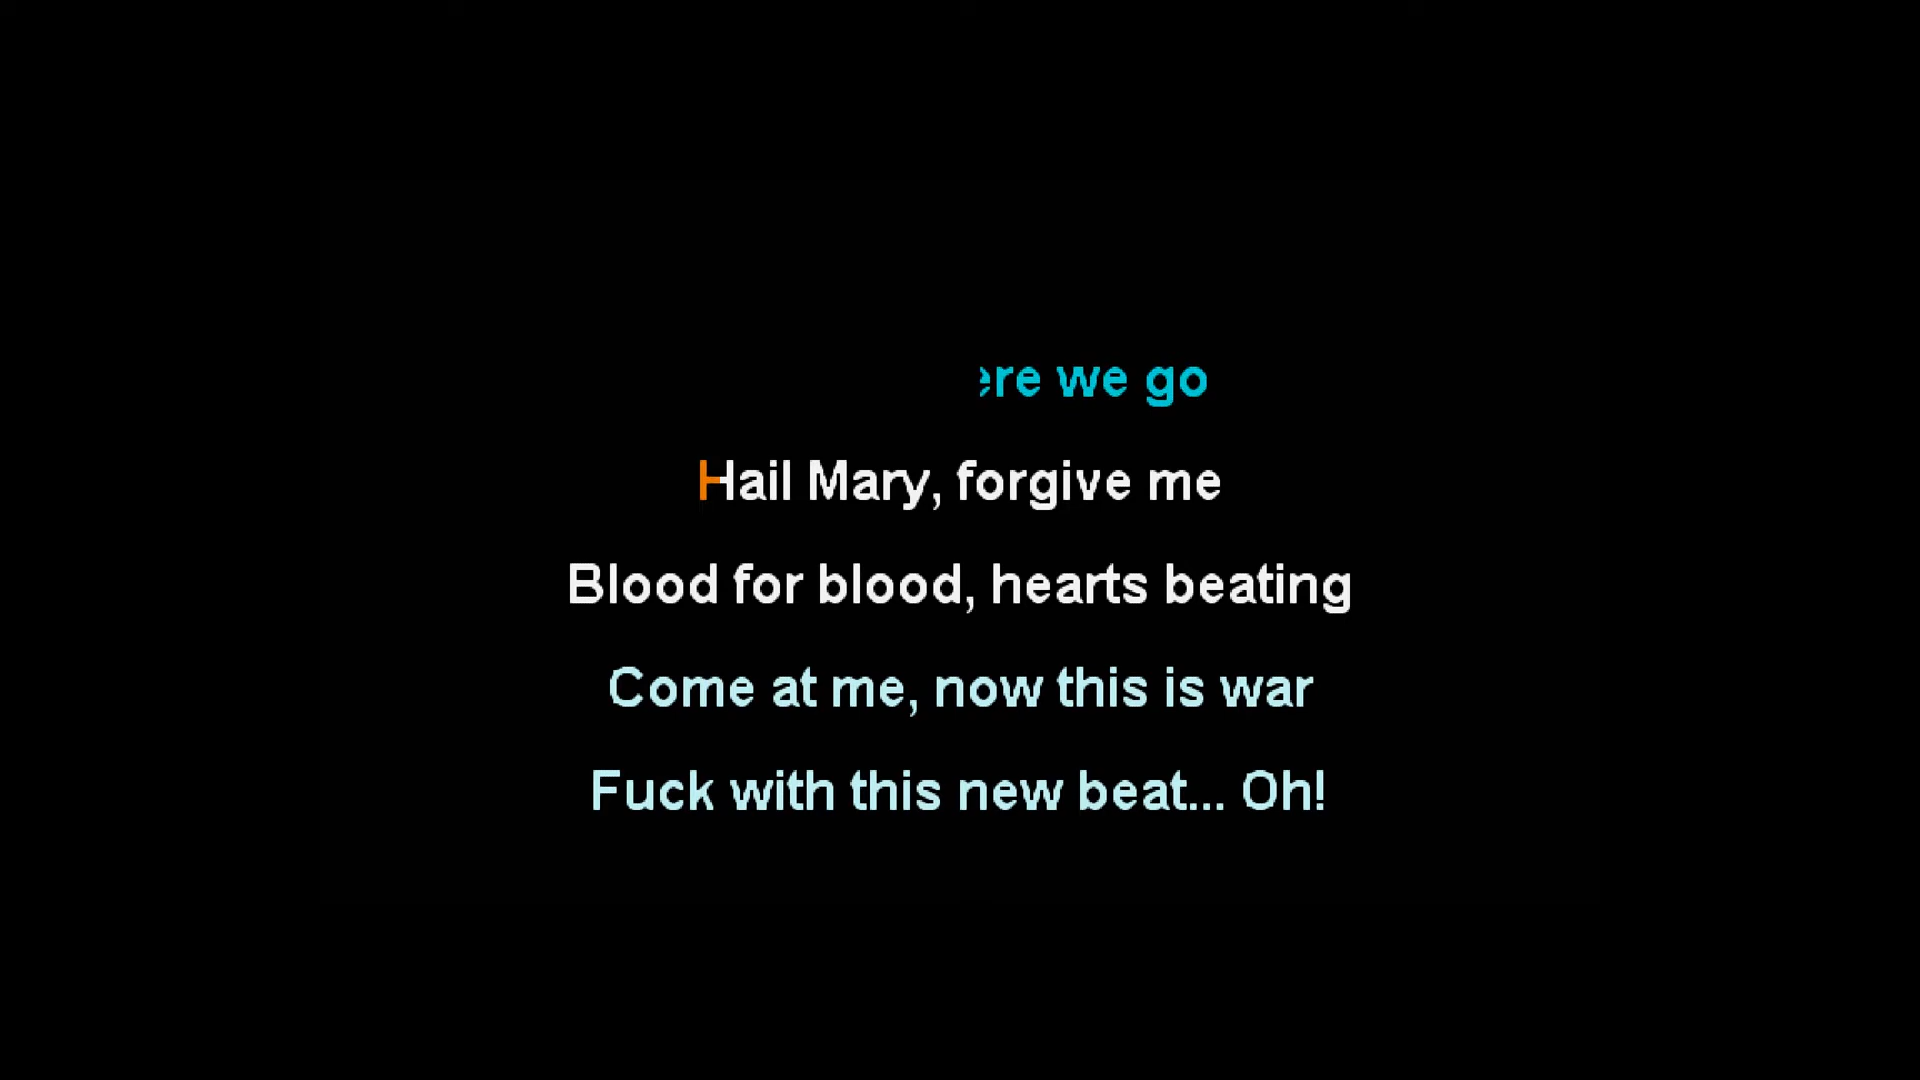 ere we go
Hail Mary, forgive me
Blood for blood, hearts beating
Come at me, now this is war
Fuck with this new beat... Oh!